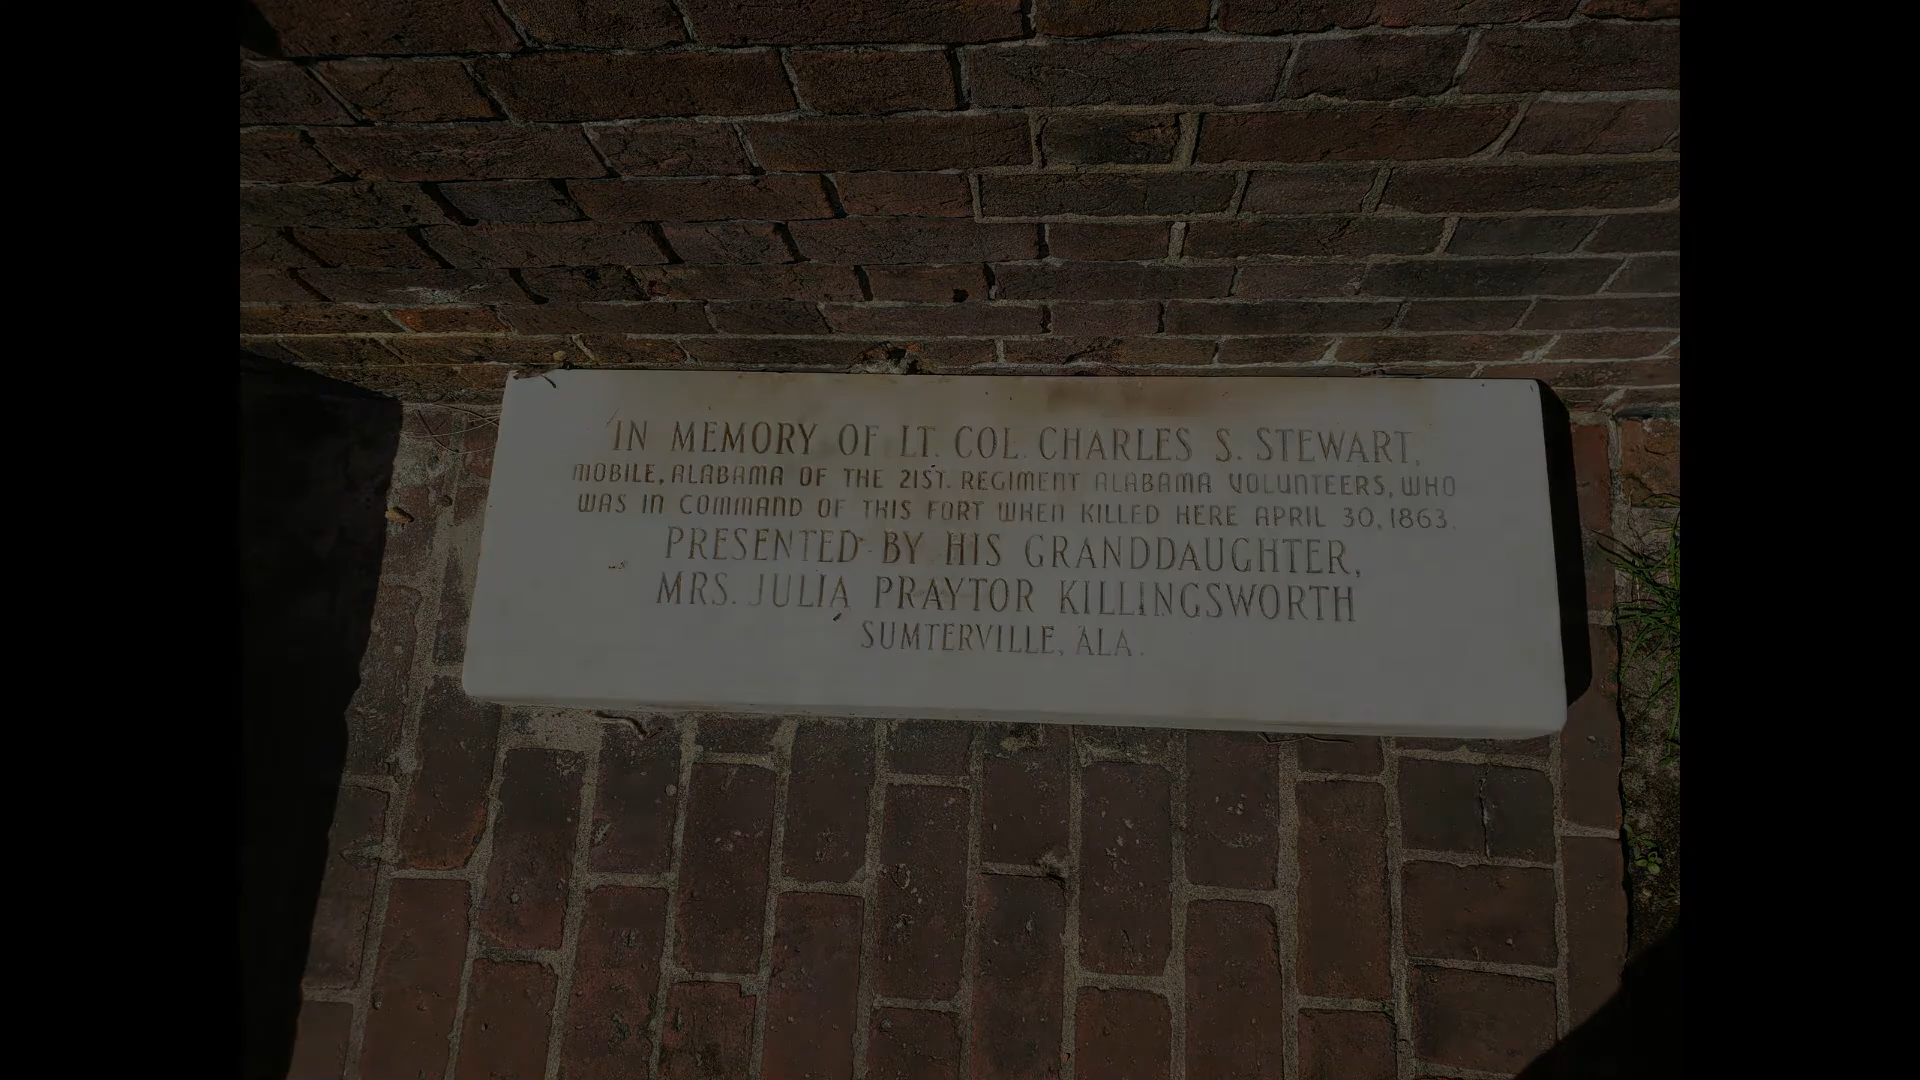 IN MEMORY OF LT. COL. CHARLES S. STEWART,
MOBILE, ALABAMA OF THE 21ST. REGIMENT ALABAMA VOLUNTEERS, WHO
WAS IN COMMAND OF THIS FORT WHEN KILLED HERE APRIL 30, 1863.
PRESENTED BY HIS GRANDDAUGHTER,
MRS. JULIA PRAYTOR KILLINGSWORTH
SUMTERVILLE, ALA.